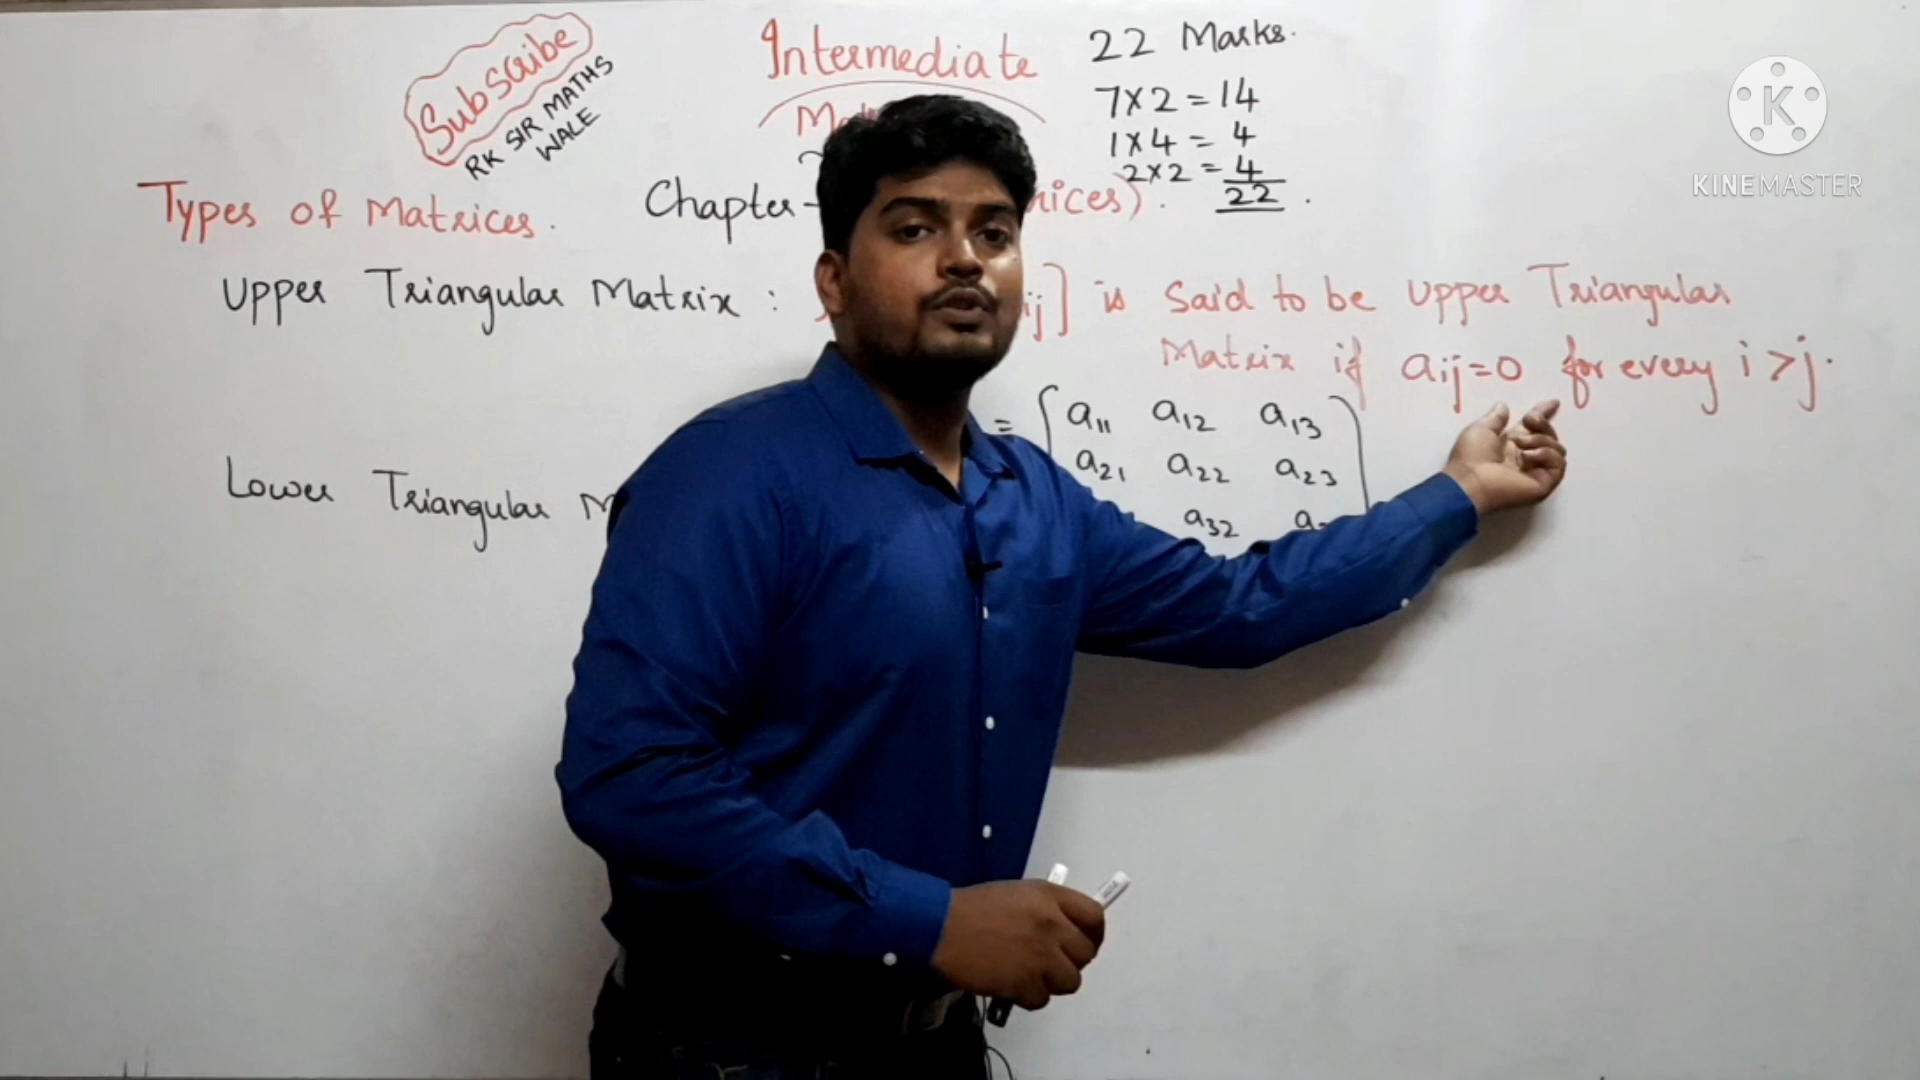 Subscribe
RK SIR MATHS
WALE
Intermediate
22 Marks.
7×2=14
1×4=4
2×2=4
22.
K
KINEMASTER
Types of Matrices.
Chapter-
rices).
Upper Triangular Matrix :
ij] is said to be upper Triangular
Matrix if aij=0 for every i>j.
= a11 a12 a13
a21 a22 a23
a32
Lower Triangular